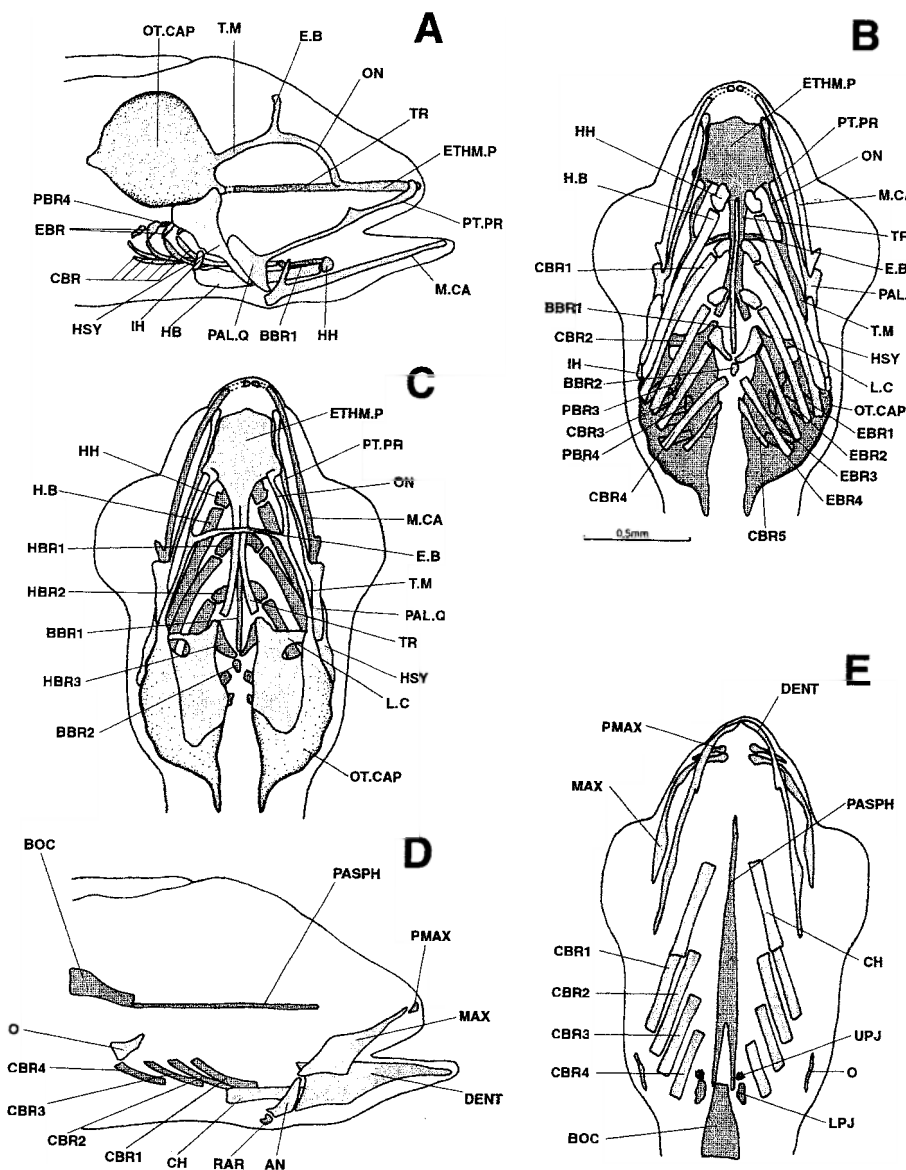 A
OT.CAP
T.M
E.B
ON
TR
ETHM.P
PT.PR
M.CA
PBR4
EBR
CBR
HSY
IH
HB
PAL.Q
BBR1
HH
B
ETHM.P
HH
PT.PR
ON
H.B
M.CA
TR
E.B
CBR1
PAL.
BBR1
T.M
CBR2
HSY
IH
L.C
BBR2
OT.CAP
PBR3
EBR1
CBR3
EBR2
PBR4
EBR3
CBR4
EBR4
CBR5
0,5mm
C
ETHM.P
HH
PT.PR
H.B
ON
M.CA
HBR1
E.B
HBR2
T.M
PAL.Q
BBR1
TR
HBR3
HSY
L.C
BBR2
OT.CAP
D
BOC
PASPH
PMAX
MAX
O
CBR4
CBR3
CBR2
CBR1
CH
RAR
AN
DENT
E
DENT
PMAX
MAX
PASPH
CBR1
CH
CBR2
CBR3
UPJ
CBR4
O
BOC
LPJ